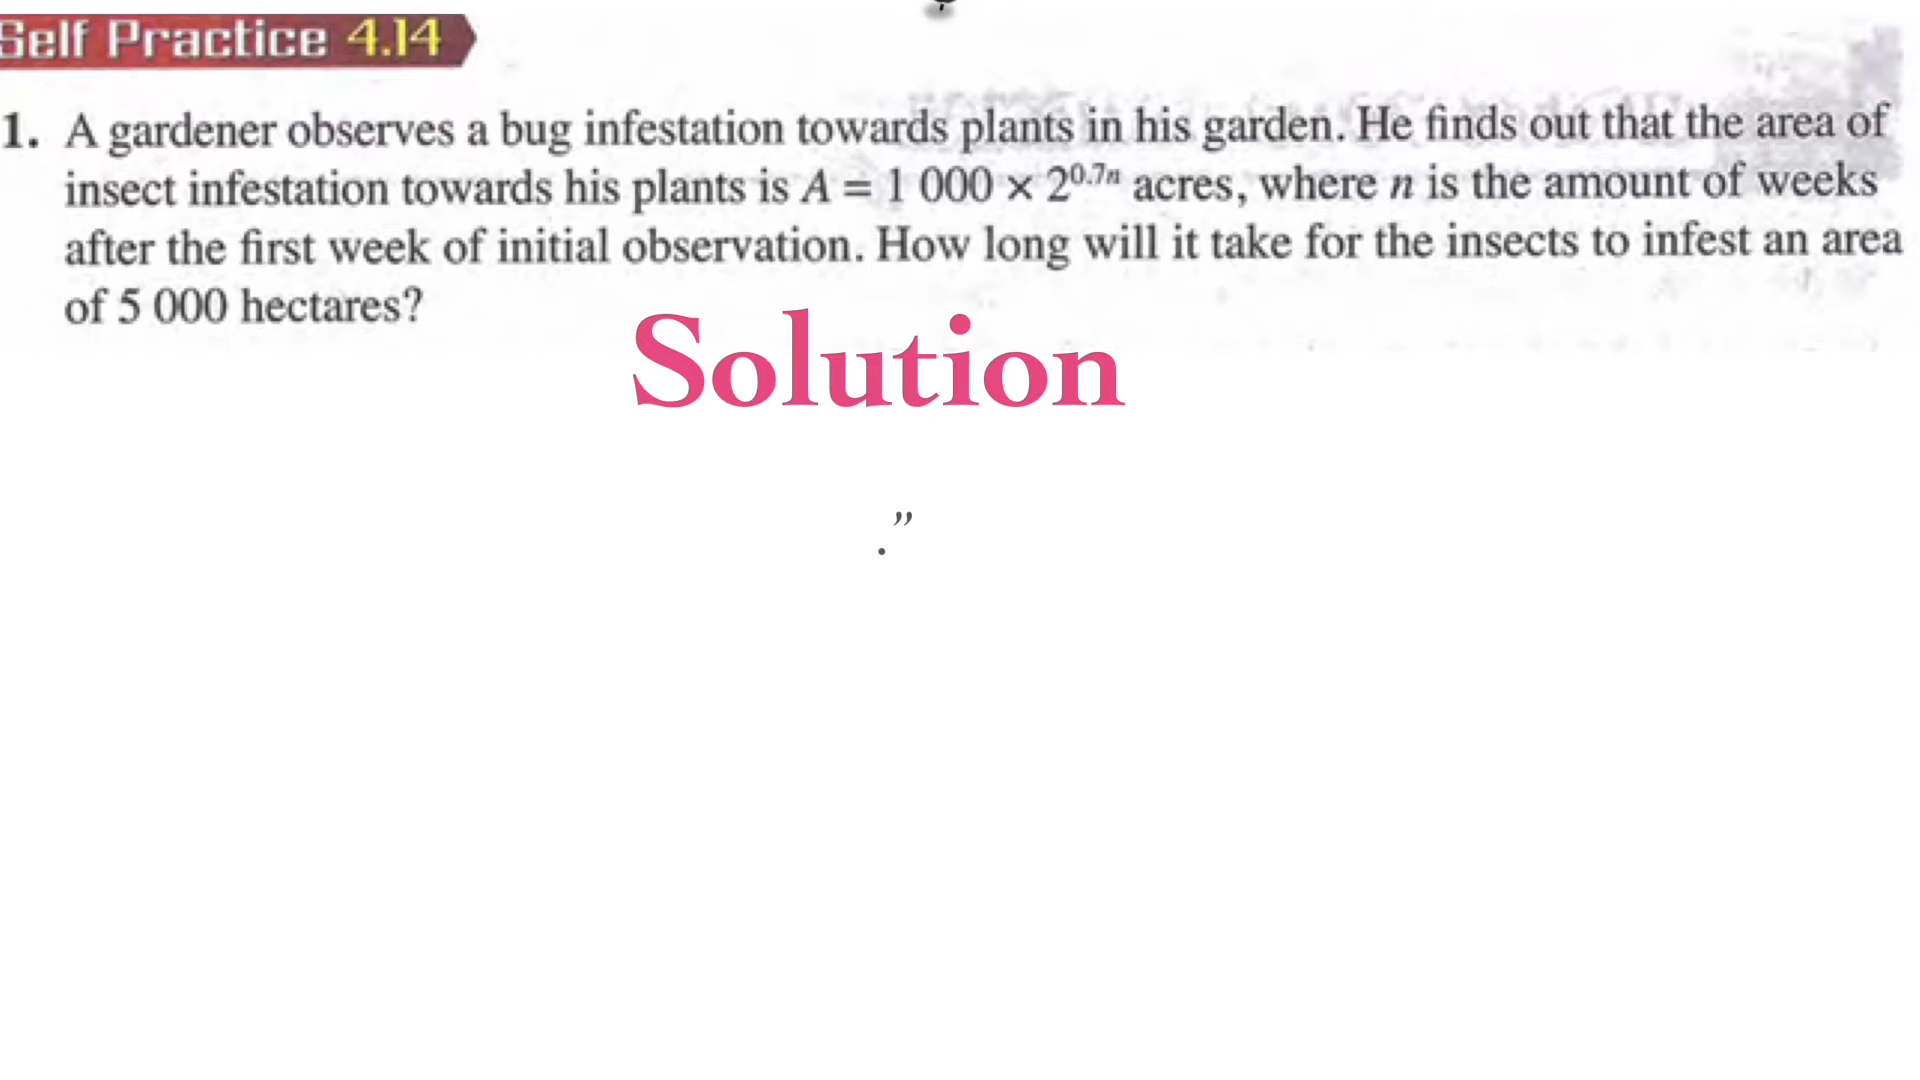 Self Practice 4.14
1. A gardener observes a bug infestation towards plants in his garden. He finds out that the area of
insect infestation towards his plants is A = 1 000 × 2^0.7n acres, where n is the amount of weeks
after the first week of initial observation. How long will it take for the insects to infest an area
of 5 000 hectares?
Solution
.”